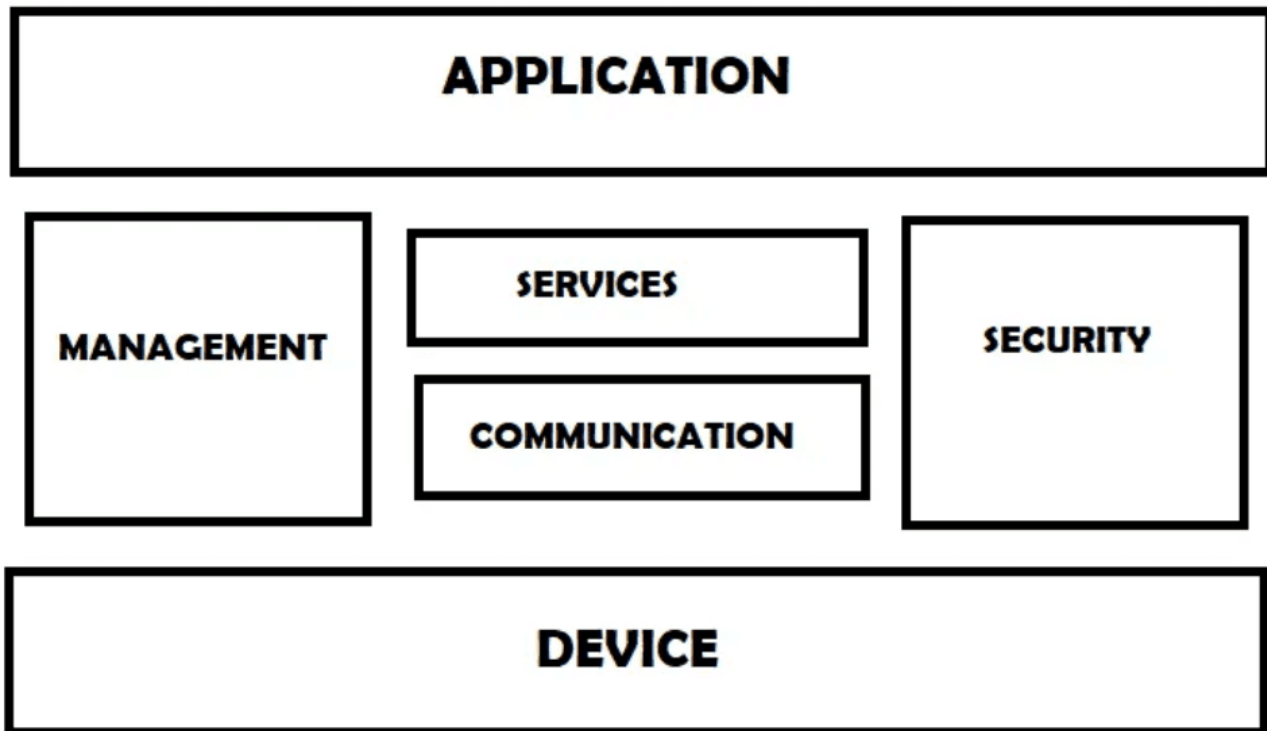 APPLICATION
MANAGEMENT
SERVICES
COMMUNICATION
SECURITY
DEVICE